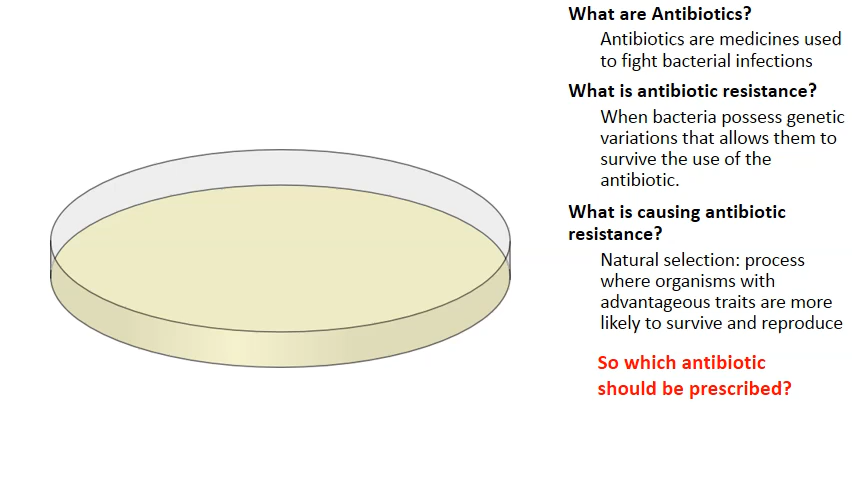 What are Antibiotics?
Antibiotics are medicines used
to fight bacterial infections
What is antibiotic resistance?
When bacteria possess genetic
variations that allows them to
survive the use of the
antibiotic.
What is causing antibiotic
resistance?
Natural selection: process
where organisms with
advantageous traits are more
likely to survive and reproduce
So which antibiotic
should be prescribed?